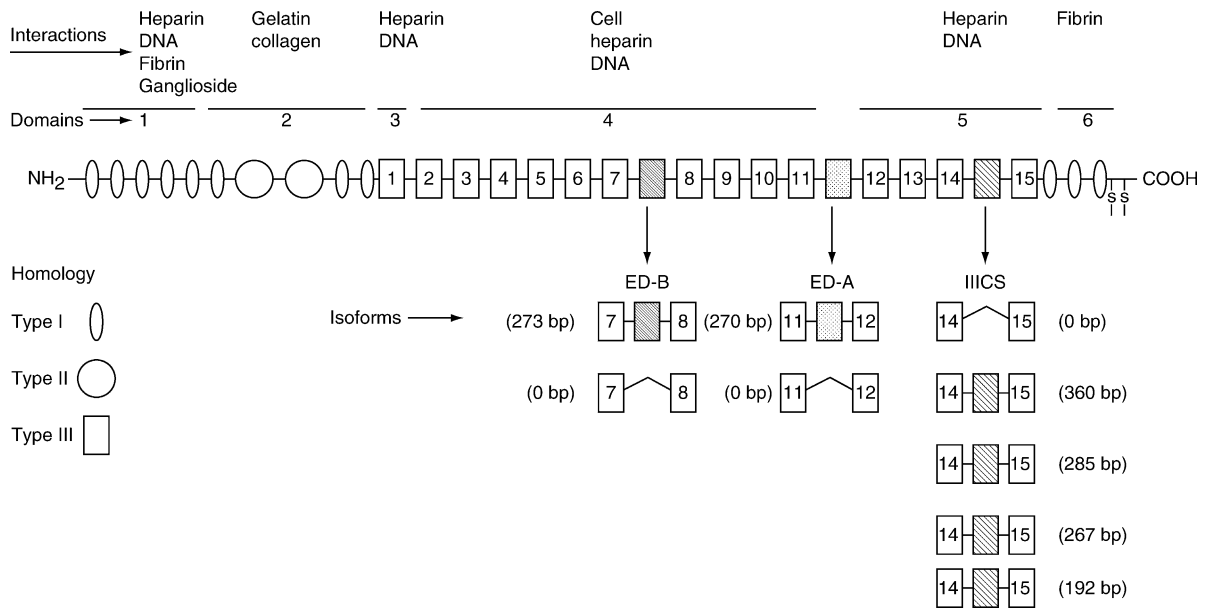 Interactions
Heparin
DNA
Fibrin
Ganglioside
Gelatin
collagen
Heparin
DNA
Cell
heparin
DNA
Heparin
DNA
Fibrin
Domains 1 2 3 4 5 6
NH2 1 2 3 4 5 6 7 8 9 10 11 12 13 14 15 COOH
S S
Homology
ED-B ED-A IIICS
Type I
Isoforms (273 bp) 7 8 (270 bp) 11 12 14 15 (0 bp)
Type II
(0 bp) 7 8 (0 bp) 11 12 14 15 (360 bp)
Type III
14 15 (285 bp)
14 15 (267 bp)
14 15 (192 bp)